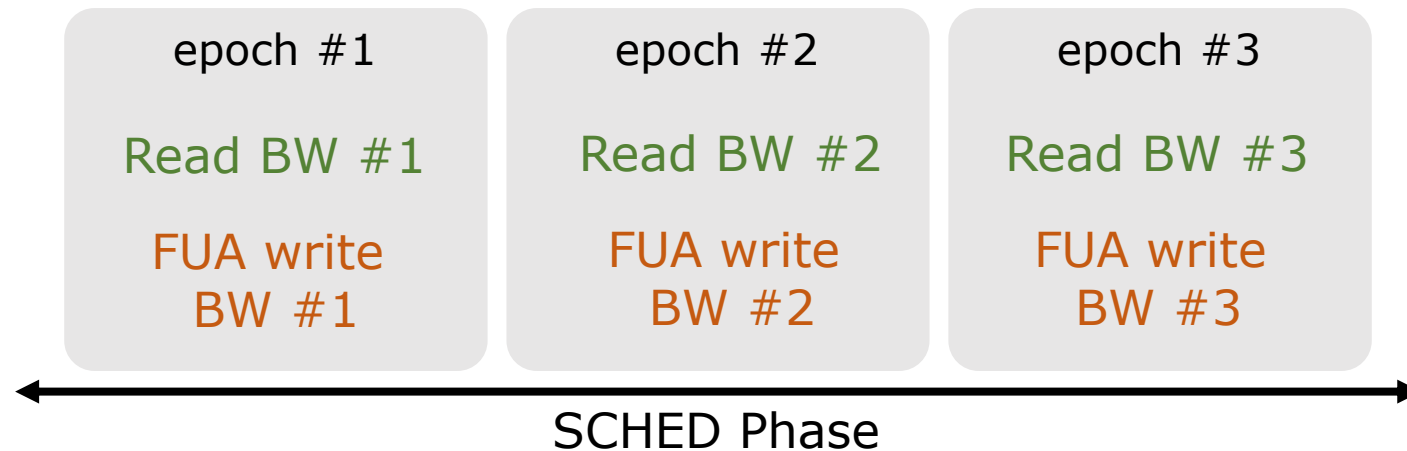 epoch #1
Read BW #1
FUA write
BW #1
epoch #2
Read BW #2
FUA write
BW #2
epoch #3
Read BW #3
FUA write
BW #3
SCHED Phase